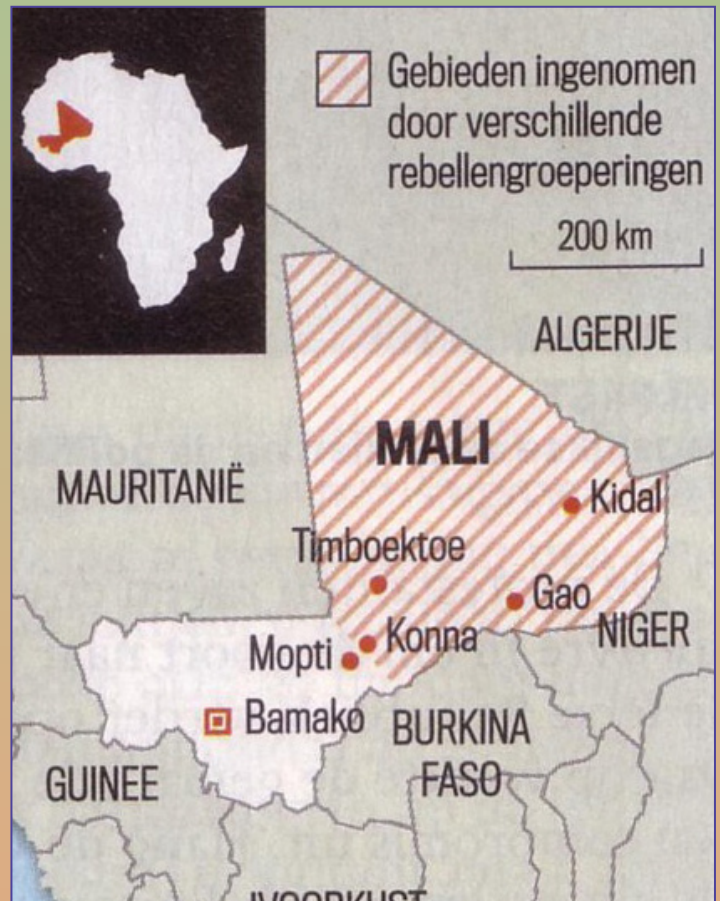 Gebieden ingenomen
door verschillende
rebellengroeperingen
200 km
ALGERIJE
MALI
MAURITANIË
Kidal
Timboektoe
Gao
NIGER
Konna
Mopti
Bamako
BURKINA
FASO
GUINEE
IVOORKUST